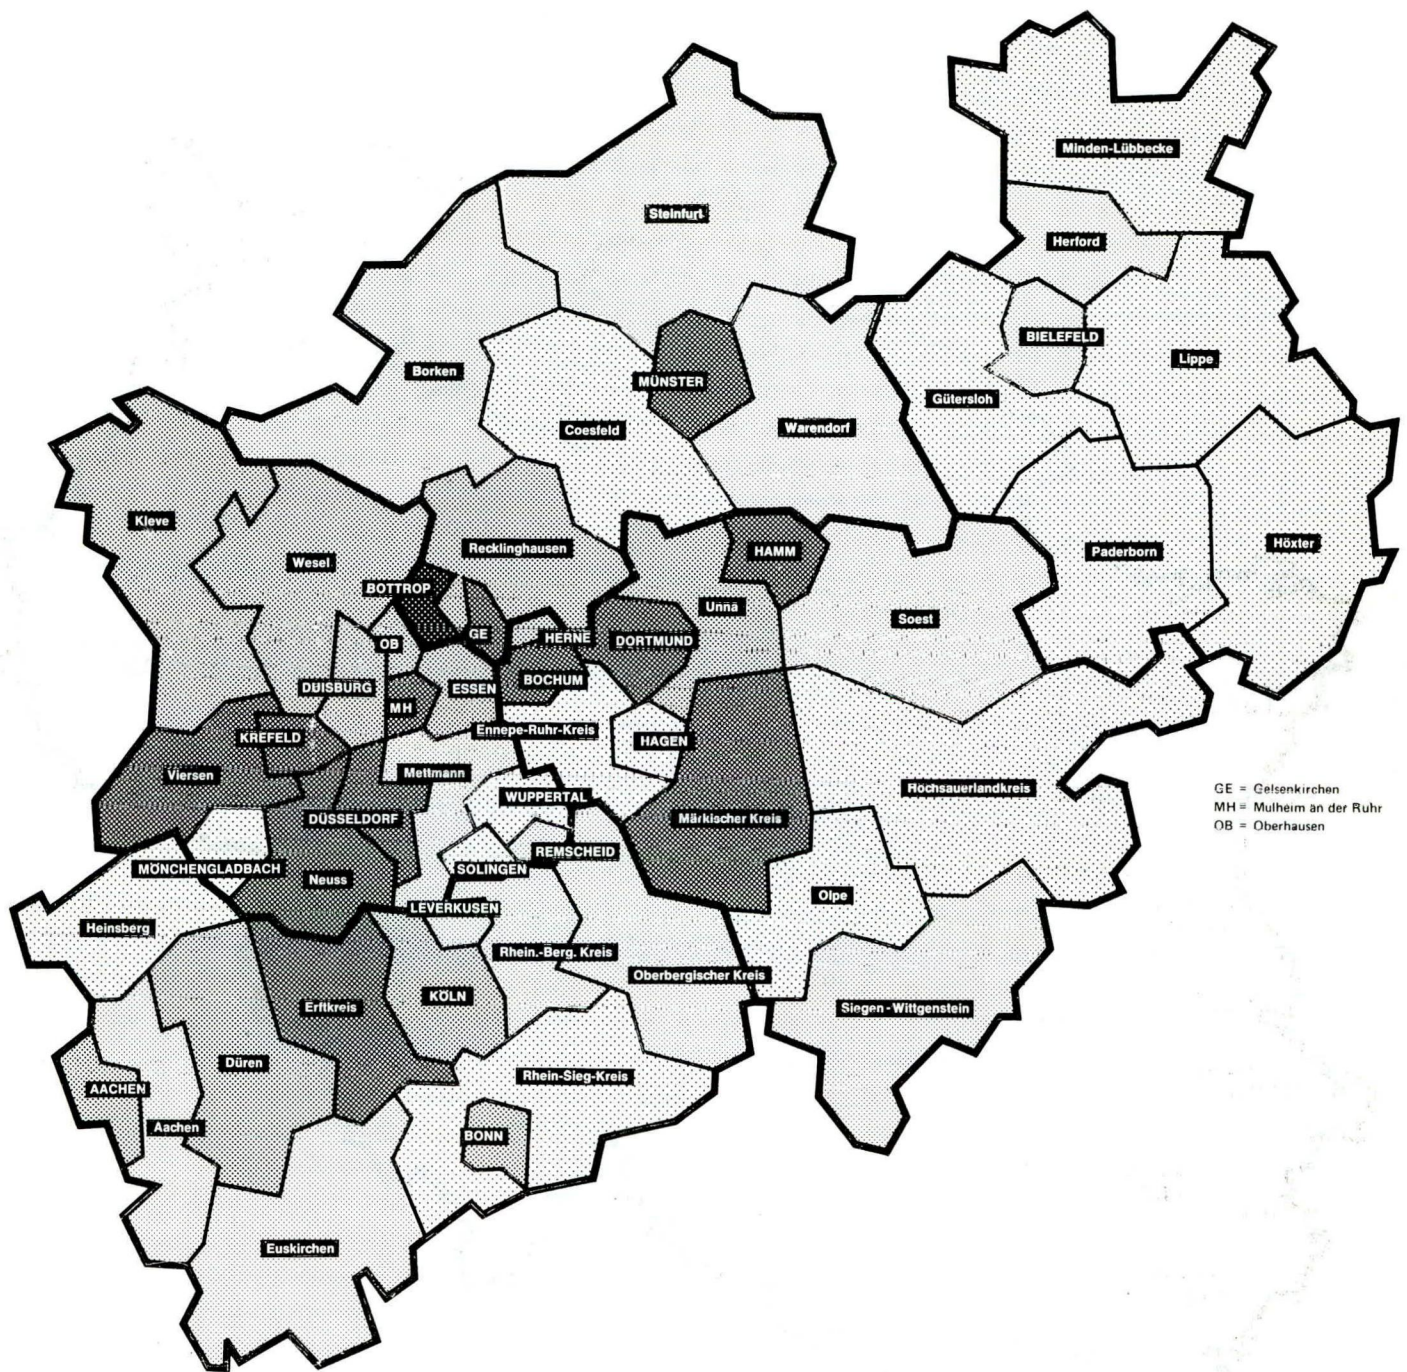 Minden-Lübbecke
Steinfurt
Herford
BIELEFELD
Lippe
Borken
MÜNSTER
Gütersloh
Coesfeld
Warendorf
Kleve
Wesel
Recklinghausen
HAMM
Paderborn
Höxter
BOTTROP
Unna
Soest
GE
HERNE
DORTMUND
OB
DUISBURG
ESSEN
BOCHUM
MH
KREFELD
Ennepe-Ruhr-Kreis
HAGEN
Viersen
Mettmann
Hochsauerlandkreis
WUPPERTAL
DÜSSELDORF
Märkischer Kreis
GE = Gelsenkirchen
MH = Mulheim an der Ruhr
OB = Oberhausen
MÖNCHENGLADBACH
Neuss
SOLINGEN
REMSCHEID
Olpe
Heinsberg
LEVERKUSEN
Rhein.-Berg. Kreis
Oberbergischer Kreis
Erftkreis
KÖLN
Siegen-Wittgenstein
Düren
Rhein-Sieg-Kreis
AACHEN
Aachen
BONN
Euskirchen